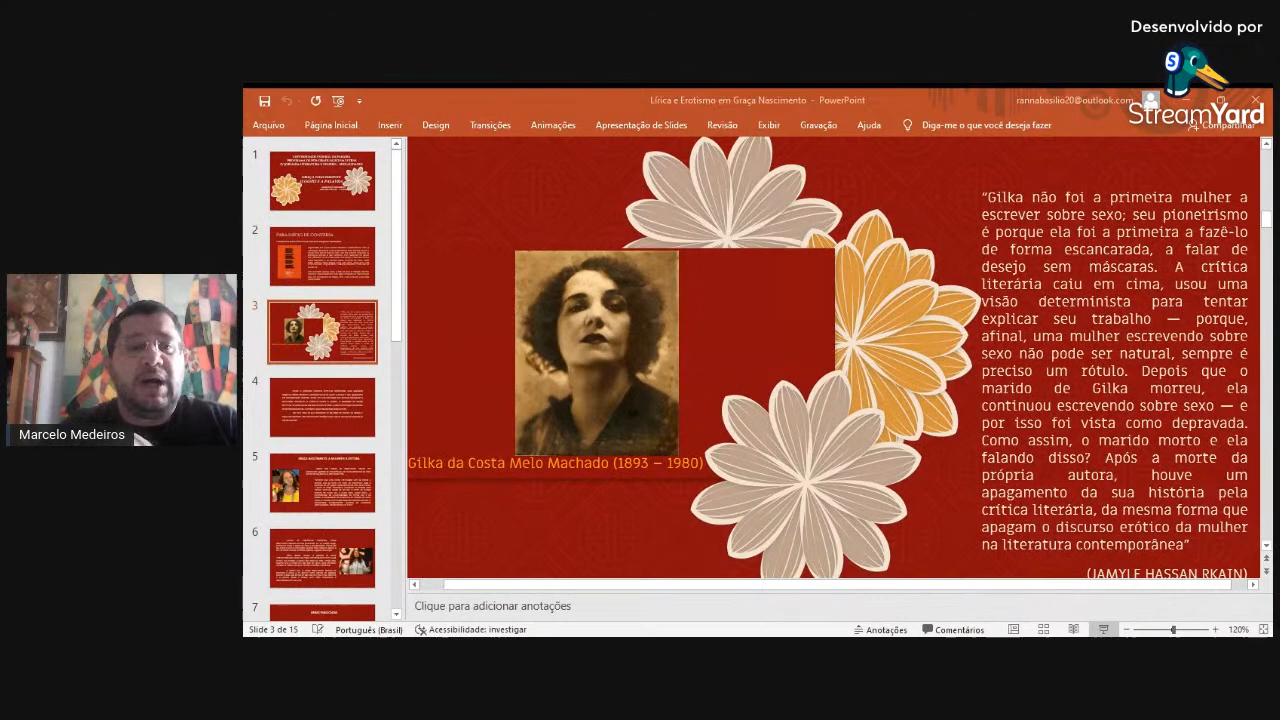 Desenvolvido por
StreamYard
Lírica e Erotismo em Graça Nascimento - PowerPoint
rannabasilio20@outlook.com
Arquivo Página Inicial Inserir Design Transições Animações Apresentação de Slides Revisão Exibir Gravação Ajuda Diga-me o que você deseja fazer Compartilhar
1
2
3
4
5
6
7
“Gilka não foi a primeira mulher a
escrever sobre sexo; seu pioneirismo
é porque ela foi a primeira a fazê-lo
de forma escancarada, a falar de
desejo sem máscaras. A crítica
literária caiu em cima, usou uma
visão determinista para tentar
explicar seu trabalho — porque,
afinal, uma mulher escrevendo sobre
sexo não pode ser natural, sempre é
preciso um rótulo. Depois que o
marido de Gilka morreu, ela
continuou escrevendo sobre sexo — e
por isso foi vista como depravada.
Como assim, o marido morto e ela
falando disso? Após a morte da
própria autora, houve um
apagamento da sua história pela
crítica literária, da mesma forma que
apagam o discurso erótico da mulher
na literatura contemporânea”
(JAMYLE HASSAN RKAIN)
Gilka da Costa Melo Machado (1893 – 1980)
Marcelo Medeiros
Clique para adicionar anotações
Slide 3 de 15 Português (Brasil) Acessibilidade: investigar Anotações Comentários 120%